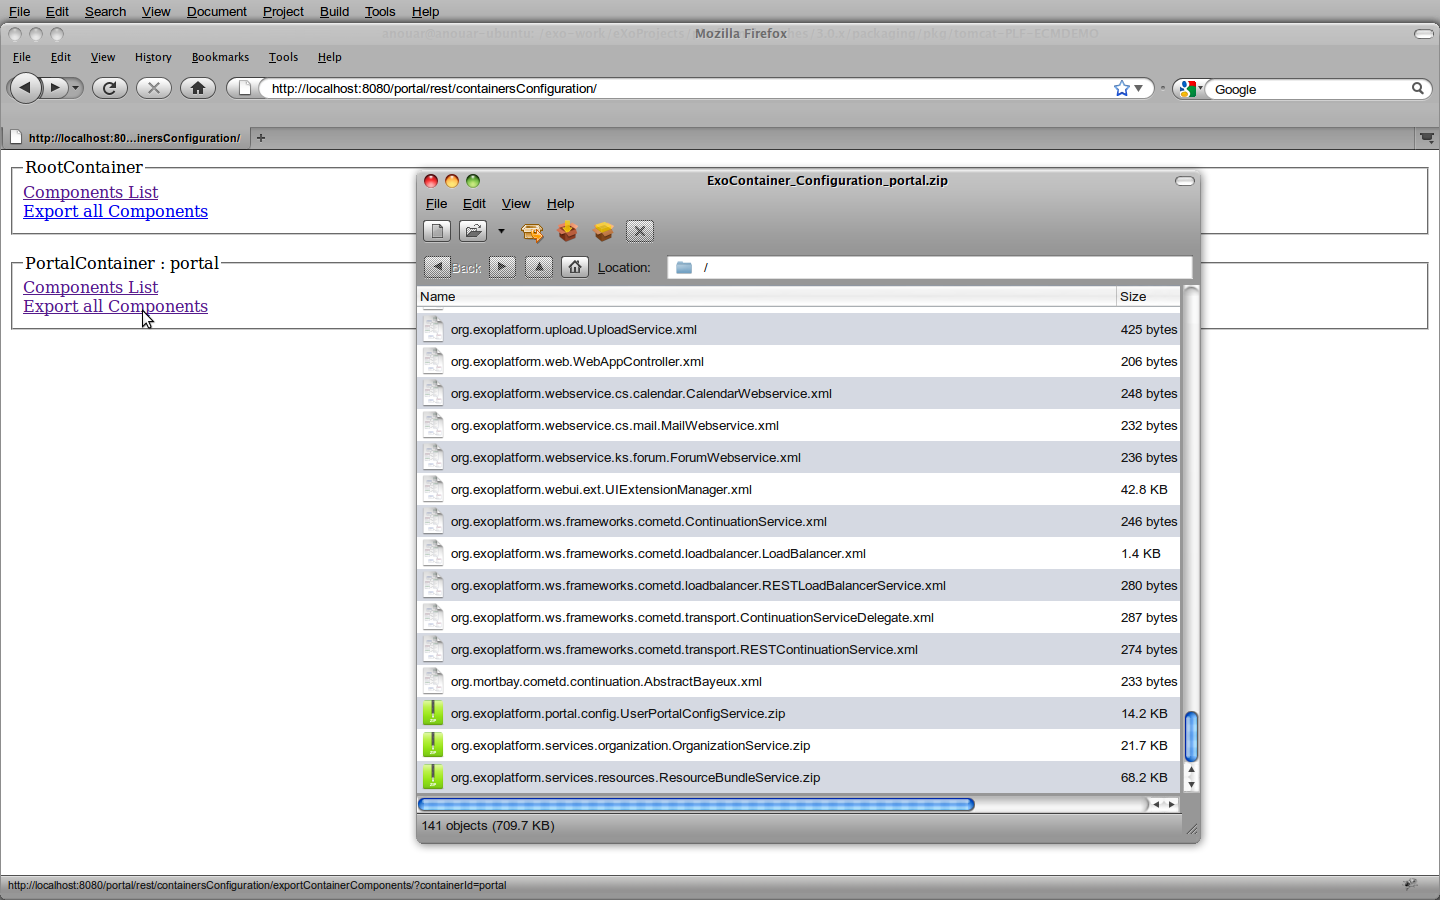 File Edit Search View Document Project Build Tools Help
Mozilla Firefox
File Edit View History Bookmarks Tools Help
http://localhost:8080/portal/rest/containersConfiguration/
Google
http://localhost:80...inersConfiguration/
RootContainer
Components List
Export all Components
PortalContainer : portal
Components List
Export all Components
ExoContainer_Configuration_portal.zip
File Edit View Help
Back Location: /
Name Size
org.exoplatform.upload.UploadService.xml 425 bytes
org.exoplatform.web.WebAppController.xml 206 bytes
org.exoplatform.webservice.cs.calendar.CalendarWebservice.xml 248 bytes
org.exoplatform.webservice.cs.mail.MailWebservice.xml 232 bytes
org.exoplatform.webservice.ks.forum.ForumWebservice.xml 236 bytes
org.exoplatform.webui.ext.UIExtensionManager.xml 42.8 KB
org.exoplatform.ws.frameworks.cometd.ContinuationService.xml 246 bytes
org.exoplatform.ws.frameworks.cometd.loadbalancer.LoadBalancer.xml 1.4 KB
org.exoplatform.ws.frameworks.cometd.loadbalancer.RESTLoadBalancerService.xml 280 bytes
org.exoplatform.ws.frameworks.cometd.transport.ContinuationServiceDelegate.xml 287 bytes
org.exoplatform.ws.frameworks.cometd.transport.RESTContinuationService.xml 274 bytes
org.mortbay.cometd.continuation.AbstractBayeux.xml 233 bytes
org.exoplatform.portal.config.UserPortalConfigService.zip 14.2 KB
org.exoplatform.services.organization.OrganizationService.zip 21.7 KB
org.exoplatform.services.resources.ResourceBundleService.zip 68.2 KB
141 objects (709.7 KB)
http://localhost:8080/portal/rest/containersConfiguration/exportContainerComponents/?containerId=portal